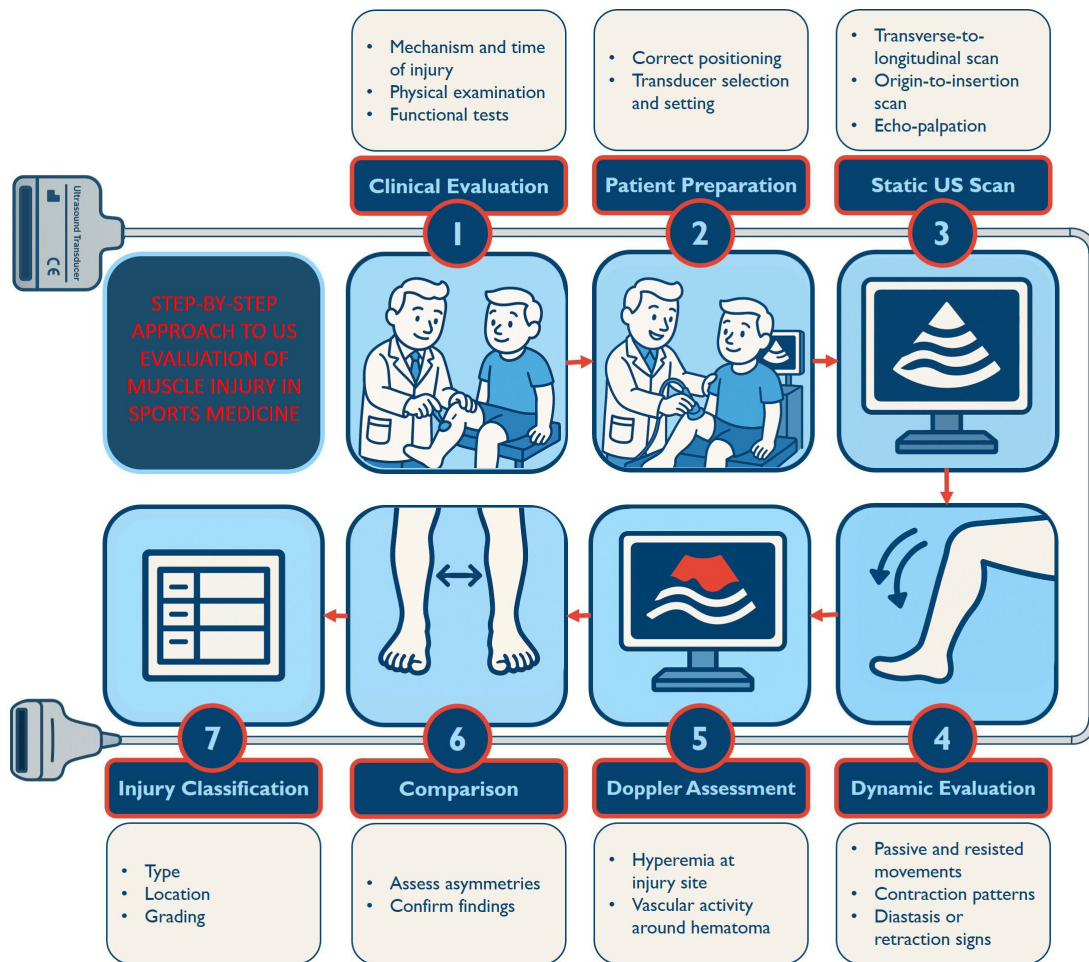 • Mechanism and time
of injury
• Physical examination
• Functional tests
• Correct positioning
• Transducer selection
and setting
• Transverse-to-
longitudinal scan
• Origin-to-insertion
scan
• Echo-palpation
Clinical Evaluation
Patient Preparation
Static US Scan
1
2
3
Ultrasound Transducer
CE
STEP-BY-STEP
APPROACH TO US
EVALUATION OF
MUSCLE INJURY IN
SPORTS MEDICINE
7
6
5
4
Injury Classification
Comparison
Doppler Assessment
Dynamic Evaluation
• Type
• Location
• Grading
• Assess asymmetries
• Confirm findings
• Hyperemia at
injury site
• Vascular activity
around hematoma
• Passive and resisted
movements
• Contraction patterns
• Diastasis or
retraction signs